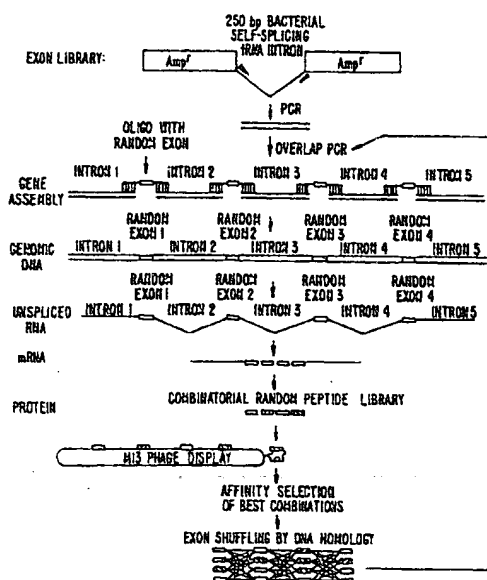 250 bp BACTERIAL
SELF-SPLICING
tRNA INTRON
EXON LIBRARY:
Ampr Ampr
PCR
OLIGO WITH
RANDOM EXON
OVERLAP PCR
INTRON 1 INTRON 2 INTRON 3 INTRON 4 INTRON 5
GENE
ASSEMBLY
RANDOM EXON 1 RANDOM EXON 2 RANDOM EXON 3 RANDOM EXON 4
GENOMIC
DNA
INTRON 1 INTRON 2 INTRON 3 INTRON 4 INTRON 5
RANDOM EXON 1 RANDOM EXON 2 RANDOM EXON 3 RANDOM EXON 4
UNSPLICED
RNA
INTRON 1 INTRON 2 INTRON 3 INTRON 4 INTRON 5
mRNA
COMBINATORIAL RANDOM PEPTIDE LIBRARY
PROTEIN
M13 PHAGE DISPLAY
AFFINITY SELECTION
OF BEST COMBINATIONS
EXON SHUFFLING BY DNA HOMOLOGY